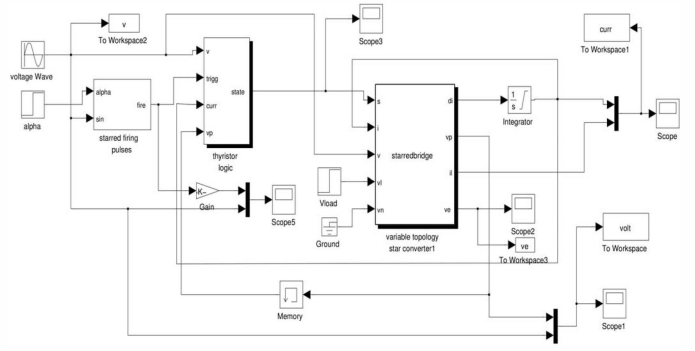 v
To Workspace2
voltage Wave
alpha
alpha
sin
fire
starred firing
pulses
v
trigg
curr
vp
state
thyristor
logic
K-
Gain
Scope5
Scope3
Vload
Ground
s
i
v
vl
vn
starredbridge
di
vp
il
ve
variable topology
star converter1
1
s
Integrator
Scope2
ve
To Workspace3
curr
To Workspace1
Scope
volt
To Workspace
Scope1
Memory